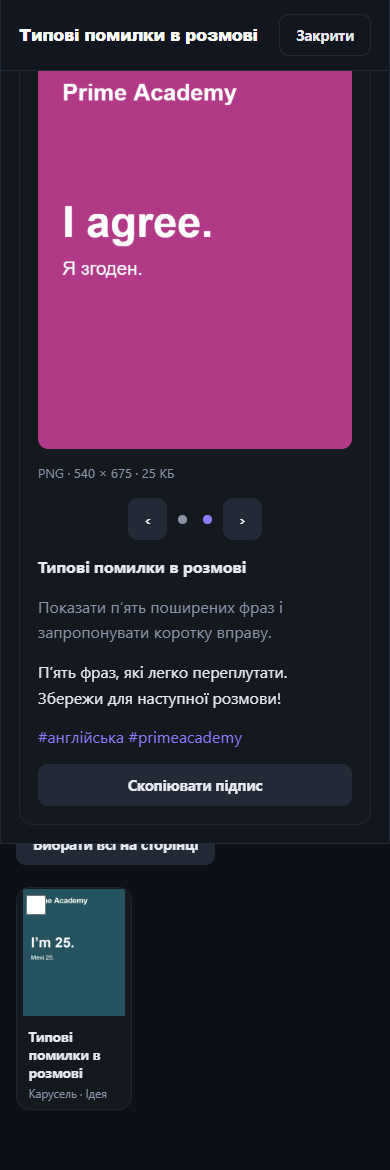 Типові помилки в розмові
Закрити
Prime Academy
I agree.
Я згоден.
PNG · 540 × 675 · 25 КБ
‹
›
Типові помилки в розмові
Показати п’ять поширених фраз і
запропонувати коротку вправу.
П’ять фраз, які легко переплутати.
Збережи для наступної розмови!
#англійська #primeacademy
Скопіювати підпис
Вибрати всі на сторінці
Academy
I’m 25.
Мені 25.
Типові
помилки в
розмові
Карусель · Ідея